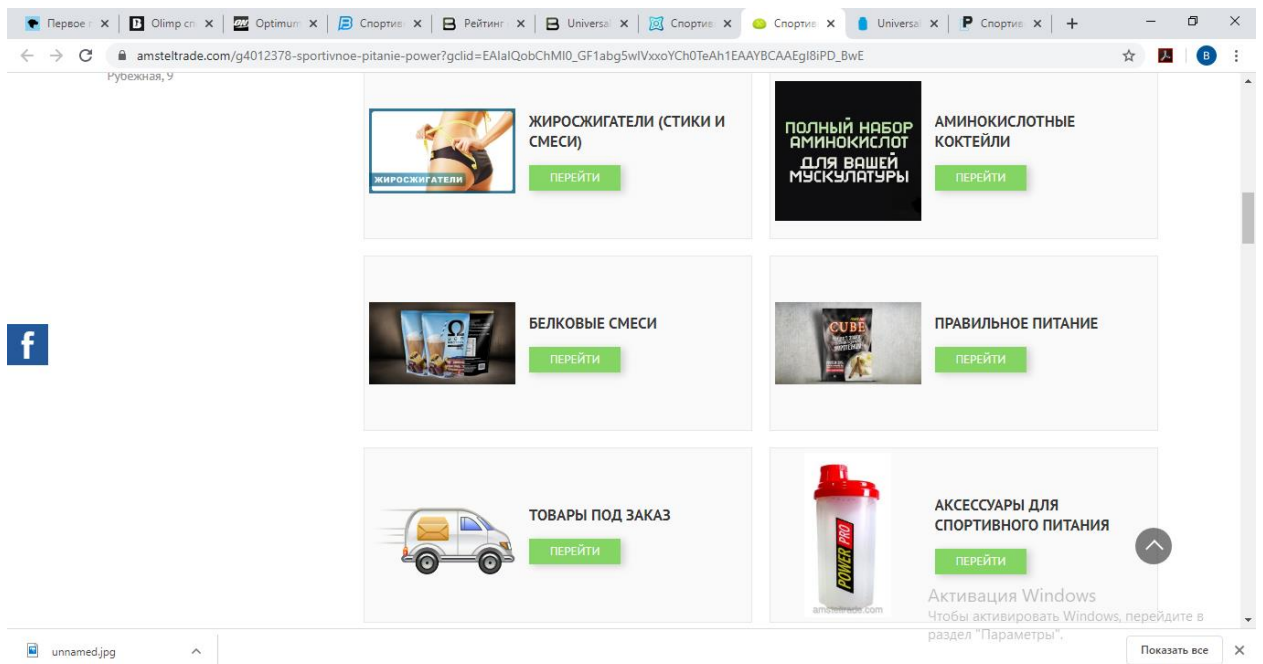 Первое п
Olimp сп
Optimum
Спортив
Рейтинг
Universal
Спортив
Спортив
Universal
Спортив
amsteltrade.com/g4012378-sportivnoe-pitanie-power?gclid=EAIaIQobChMI0_GF1abg5wIVxxoYCh0TeAh1EAAYBCAAEgI8iPD_BwE
B
Рубежная, 9
ЖИРОСЖИГАТЕЛИ
ЖИРОСЖИГАТЕЛИ (СТИКИ И
СМЕСИ)
ПЕРЕЙТИ
ПОЛНЫЙ НАБОР
АМИНОКИСЛОТ
ДЛЯ ВАШЕЙ
МУСКУЛАТУРЫ
АМИНОКИСЛОТНЫЕ
КОКТЕЙЛИ
ПЕРЕЙТИ
f
БЕЛКОВЫЕ СМЕСИ
ПЕРЕЙТИ
CUBE
ПРАВИЛЬНОЕ ПИТАНИЕ
ПЕРЕЙТИ
ТОВАРЫ ПОД ЗАКАЗ
ПЕРЕЙТИ
POWER PRO
amsteltrade.com
АКСЕССУАРЫ ДЛЯ
СПОРТИВНОГО ПИТАНИЯ
ПЕРЕЙТИ
Активация Windows
Чтобы активировать Windows, перейдите в
раздел "Параметры".
unnamed.jpg
Показать все